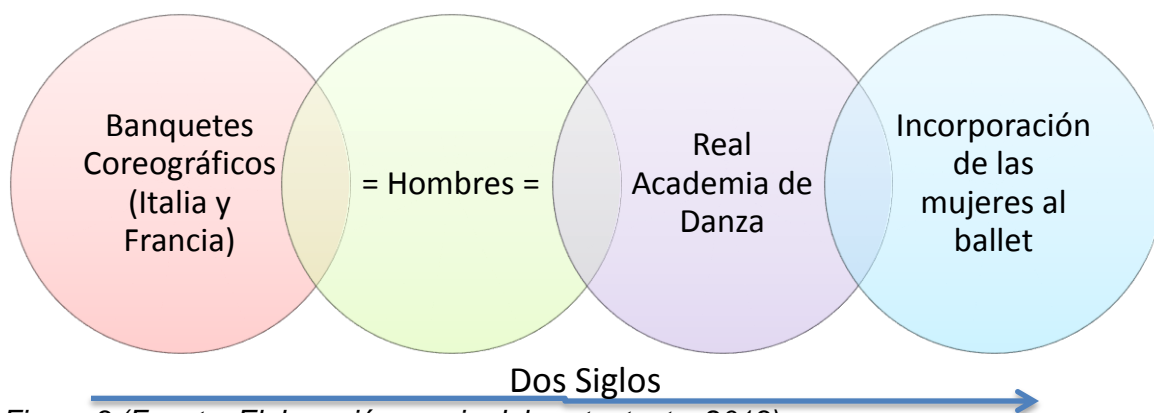 Banquetes
Coreográficos
(Italia y
Francia)
= Hombres =
Real
Academia de
Danza
Incorporación
de las
mujeres al
ballet
Dos Siglos